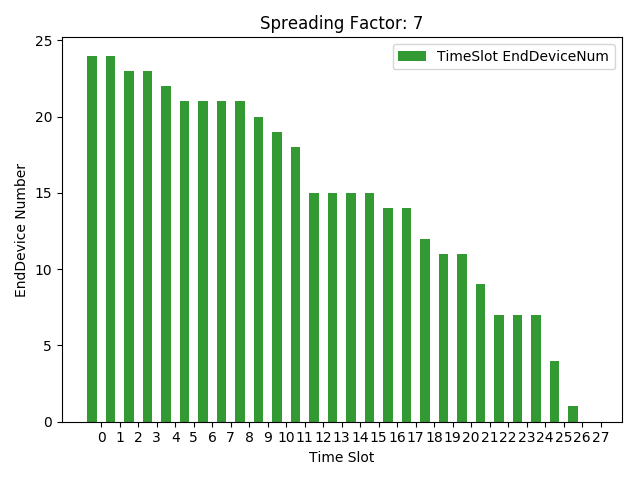 Spreading Factor: 7
TimeSlot EndDeviceNum
EndDevice Number
25
20
15
10
5
0
0 1 2 3 4 5 6 7 8 9 10 11 12 13 14 15 16 17 18 19 20 21 22 23 24 25 26 27
Time Slot